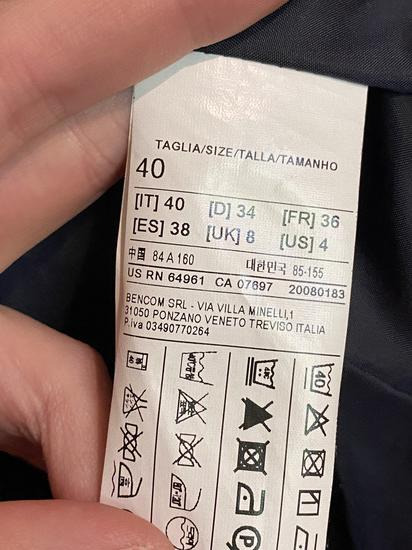 TAGLIA/SIZE/TALLA/TAMANHO
40
[IT] 40 [D] 34 [FR] 36
[ES] 38 [UK] 8 [US] 4
中国 84 A 160 대한민국 85-155
US RN 64961 CA 07697 20080183
BENCOM SRL - VIA VILLA MINELLI,1
31050 PONZANO VENETO TREVISO ITALIA
P.iva 03490770264
40
P